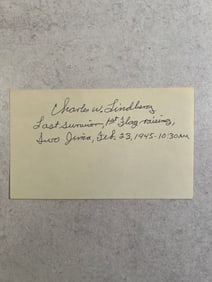 Charles W. Lindberg
Last Survivor, 1st Flag-raising,
Iwo Jima, Feb. 23, 1945-10:30AM